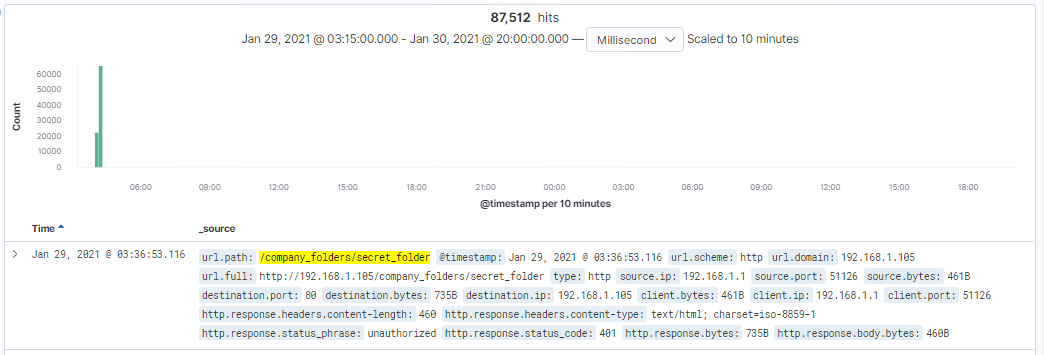 87,512 hits
Jan 29, 2021 @ 03:15:00.000 - Jan 30, 2021 @ 20:00:00.000 — Millisecond Scaled to 10 minutes
60000
50000
40000
30000
20000
10000
0
Count
06:00 09:00 12:00 15:00 18:00 21:00 00:00 03:00 06:00 09:00 12:00 15:00 18:00
@timestamp per 10 minutes
Time _source
Jan 29, 2021 @ 03:36:53.116 url.path: /company_folders/secret_folder @timestamp: Jan 29, 2021 @ 03:36:53.116 url.scheme: http url.domain: 192.168.1.105
url.full: http://192.168.1.105/company_folders/secret_folder type: http source.ip: 192.168.1.1 source.port: 51126 source.bytes: 461B
destination.port: 80 destination.bytes: 735B destination.ip: 192.168.1.105 client.bytes: 461B client.ip: 192.168.1.1 client.port: 51126
http.response.headers.content-length: 460 http.response.headers.content-type: text/html; charset=iso-8859-1
http.response.status_phrase: unauthorized http.response.status_code: 401 http.response.bytes: 735B http.response.body.bytes: 460B